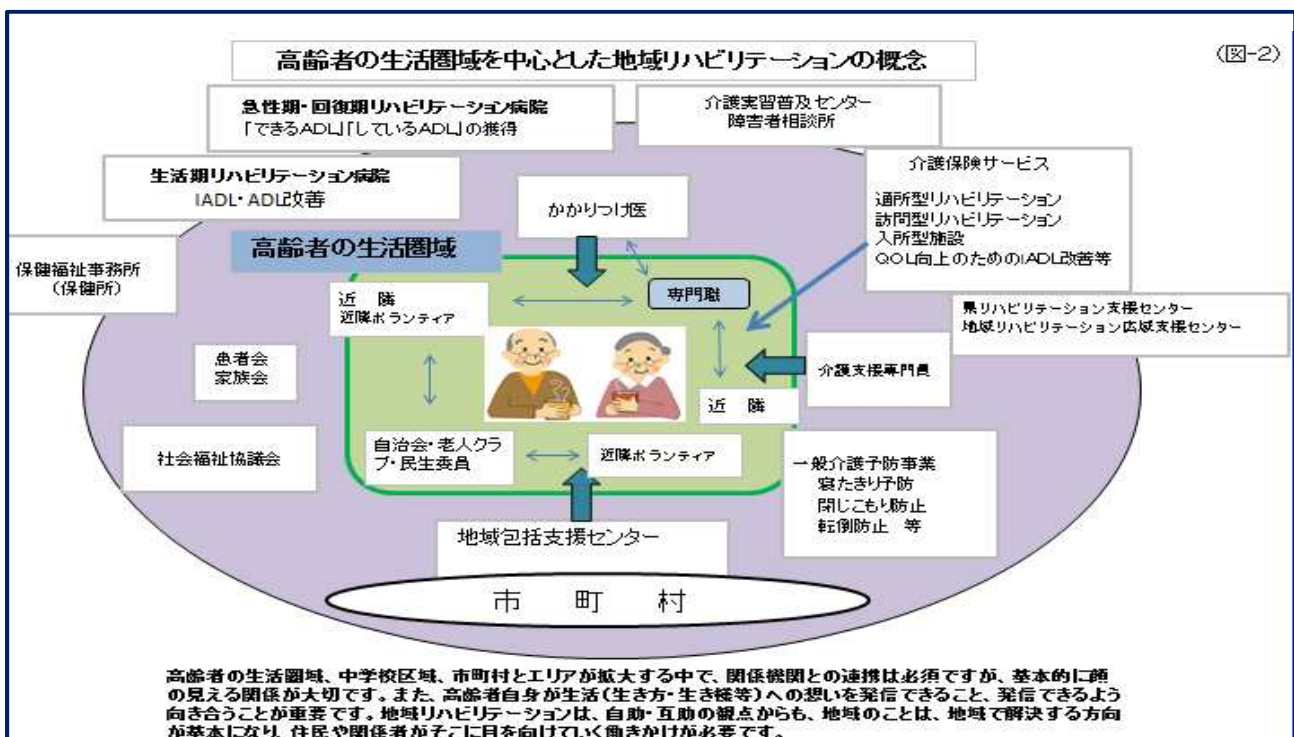 (図-2)
高齢者の生活圏域を中心とした地域リハビリテーションの概念
急性期・回復期リハビリテーション病院
「できるADL」「しているADL」の獲得
介護実習普及センター
障害者相談所
生活期リハビリテーション病院
IADL・ADL改善
介護保険サービス
通所型リハビリテーション
訪問型リハビリテーション
入所型施設
QOL向上のためのIADL改善等
かかりつけ医
高齢者の生活圏域
保健福祉事務所
(保健所)
専門職
近 隣
近隣ボランティア
県リハビリテーション支援センター
地域リハビリテーション広域支援センター
患者会
家族会
介護支援専門員
近 隣
社会福祉協議会
自治会・老人クラ
ブ・民生委員
近隣ボランティア
一般介護予防事業
寝たきり予防
閉じこもり防止
転倒防止 等
地域包括支援センター
市 町 村
高齢者の生活圏域、中学校区域、市町村とエリアが拡大する中で、関係機関との連携は必須ですが、基本的に顔
の見える関係が大切です。また、高齢者自身が生活(生き方・生き様等)への想いを発信できること、発信できるよう
向き合うことが重要です。地域リハビリテーションは、自助・互助の観点からも、地域のことは、地域で解決する方向
が基本になり、住民や関係者がそこに目を向けていく働きかけが必要です。